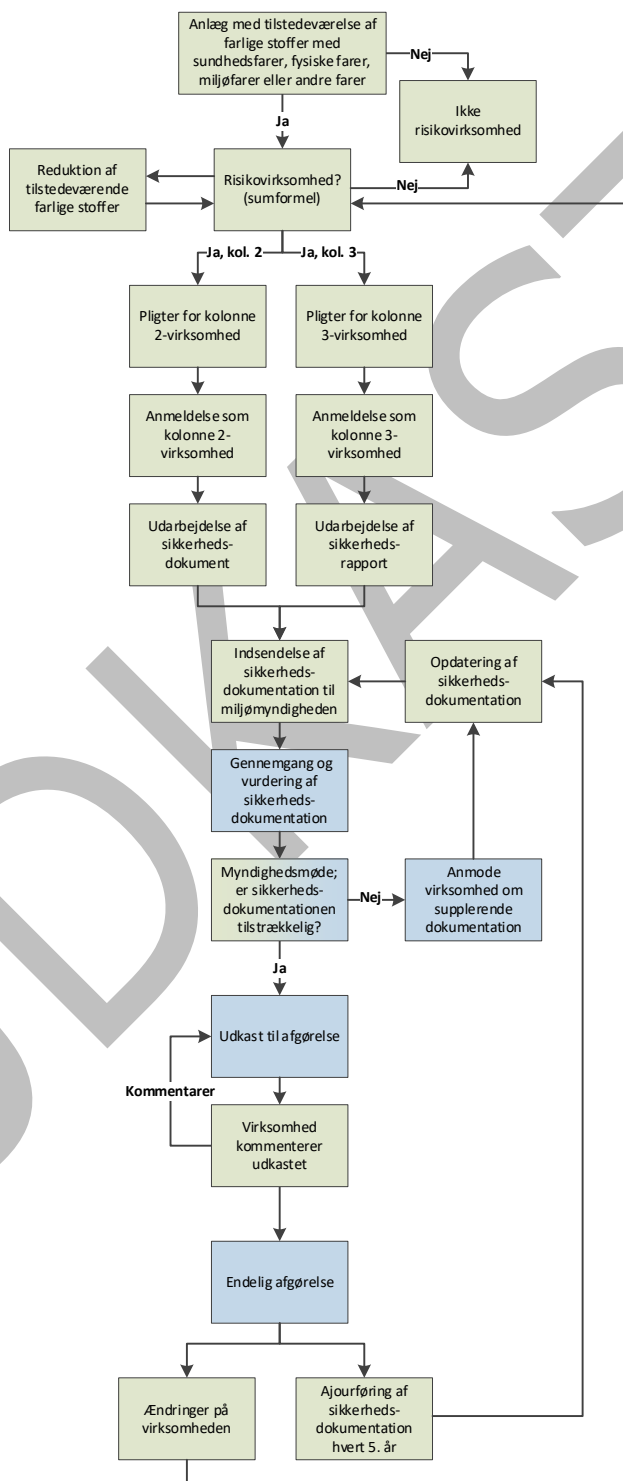 Anlæg med tilstedeværelse af
farlige stoffer med
sundhedsfarer, fysiske farer,
miljøfarer eller andre farer
Nej
Ikke
risikovirksomhed
Ja
Reduktion af
tilstedeværende
farlige stoffer
Risikovirksomhed?
(sumformel)
Nej
Ja, kol. 2
Ja, kol. 3
Pligter for kolonne
2-virksomhed
Pligter for kolonne
3-virksomhed
Anmeldelse som
kolonne 2-
virksomhed
Anmeldelse som
kolonne 3-
virksomhed
Udarbejdelse af
sikkerheds-
dokument
Udarbejdelse af
sikkerheds-
rapport
Indsendelse af
sikkerheds-
dokumentation til
miljømyndigheden
Opdatering af
sikkerheds-
dokumentation
Gennemgang og
vurdering af
sikkerheds-
dokumentation
Myndighedsmøde;
er sikkerheds-
dokumentationen
tilstrækkelig?
Nej
Anmode
virksomhed om
supplerende
dokumentation
Ja
Udkast til afgørelse
Kommentarer
Virksomhed
kommenterer
udkastet
Endelig afgørelse
Ændringer på
virksomheden
Ajourføring af
sikkerheds-
dokumentation
hvert 5. år